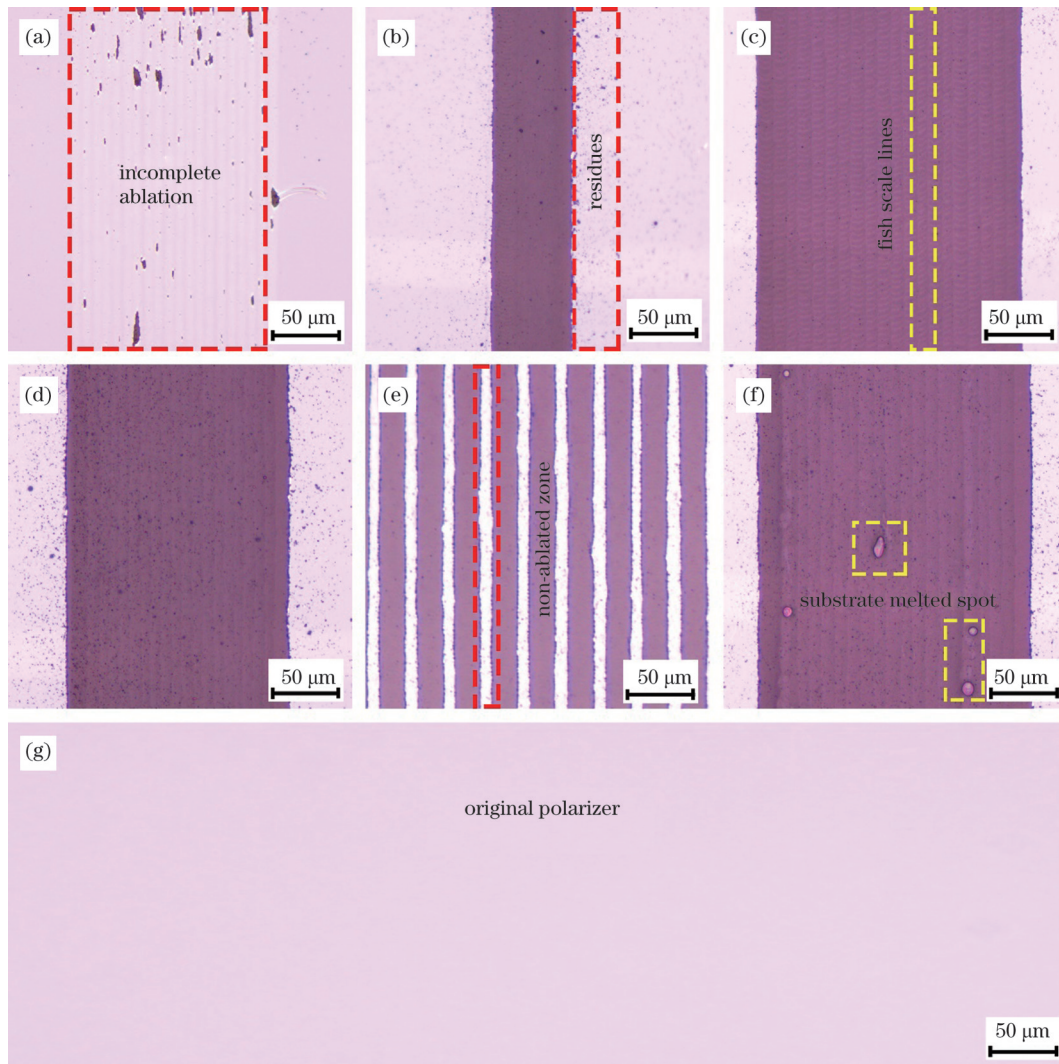 (a)
incomplete
ablation
50 μm
(b)
residues
50 μm
(c)
fish scale lines
50 μm
(d)
50 μm
(e)
non-ablated zone
50 μm
(f)
substrate melted spot
50 μm
(g)
original polarizer
50 μm